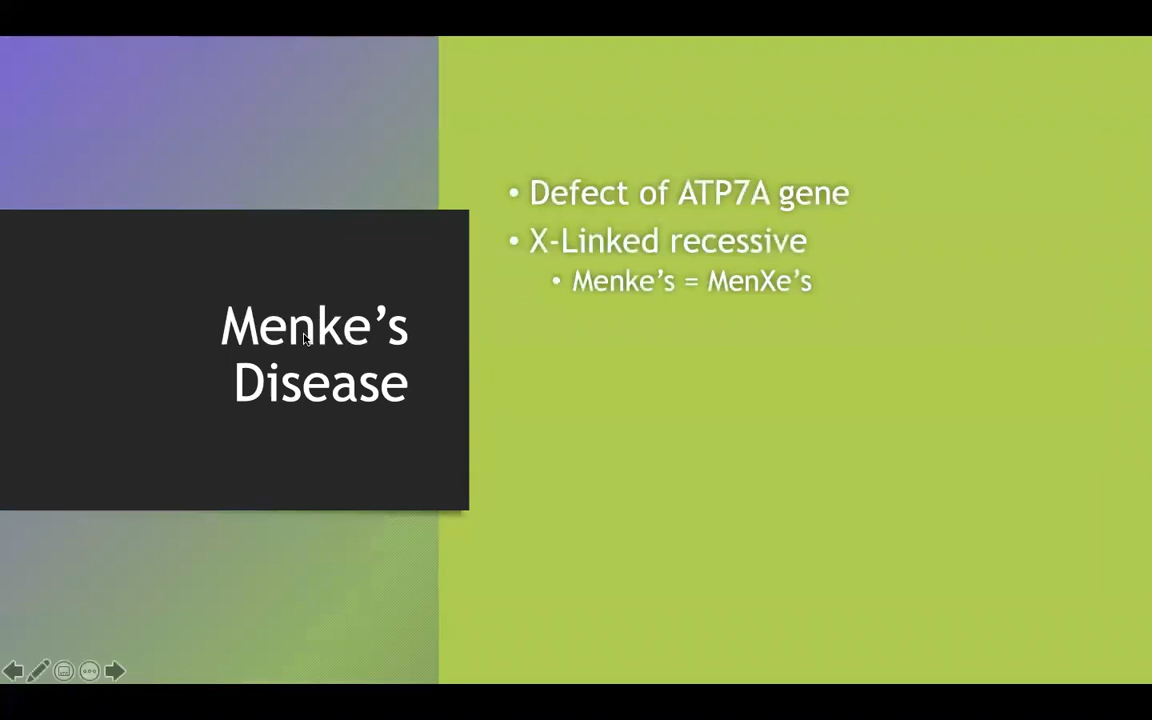 Menke’s
Disease
• Defect of ATP7A gene
• X-Linked recessive
• Menke’s = MenXe’s